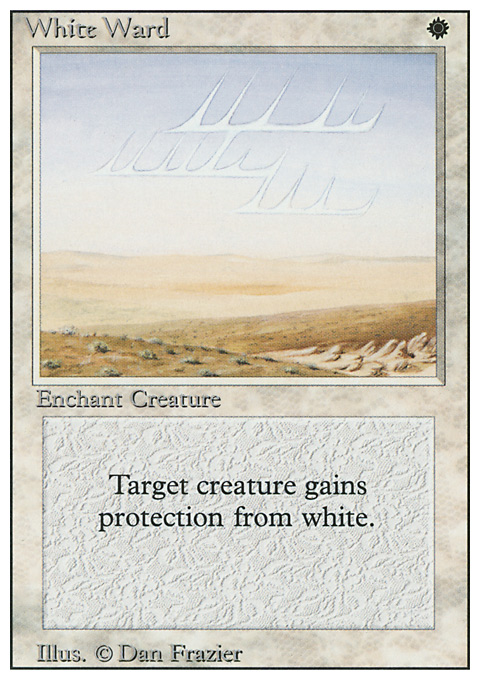 White Ward
Enchant Creature
Target creature gains
protection from white.
Illus. © Dan Frazier